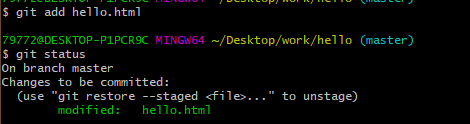 79772@DESKTOP-P1PCR9C MINGW64 ~/Desktop/work/hello (master)
$ git add hello.html
79772@DESKTOP-P1PCR9C MINGW64 ~/Desktop/work/hello (master)
$ git status
On branch master
Changes to be committed:
  (use "git restore --staged <file>..." to unstage)
        modified:   hello.html